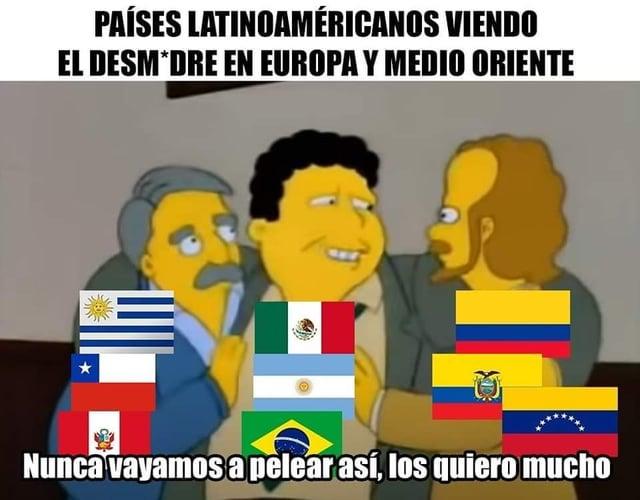 PAÍSES LATINOAMÉRICANOS VIENDO
EL DESM*DRE EN EUROPA Y MEDIO ORIENTE
Nunca vayamos a pelear así, los quiero mucho